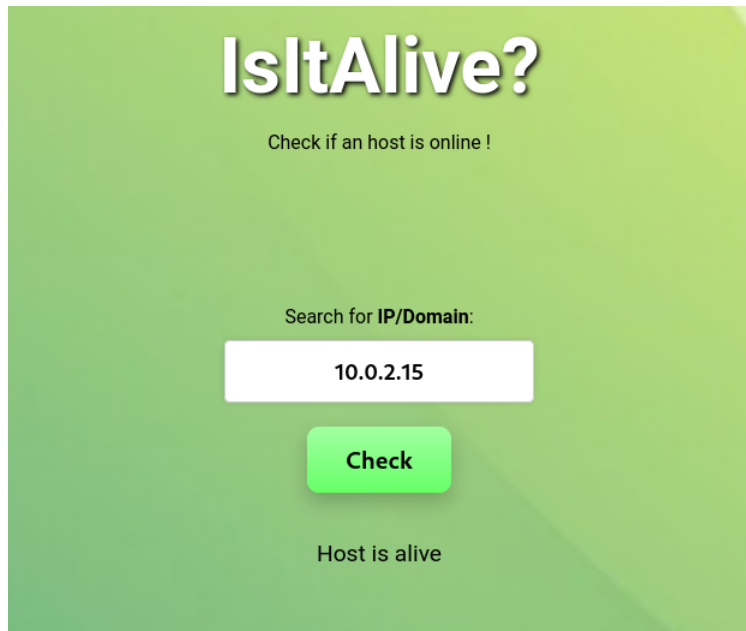 IsItAlive?
Check if an host is online !
Search for IP/Domain:
10.0.2.15
Check
Host is alive